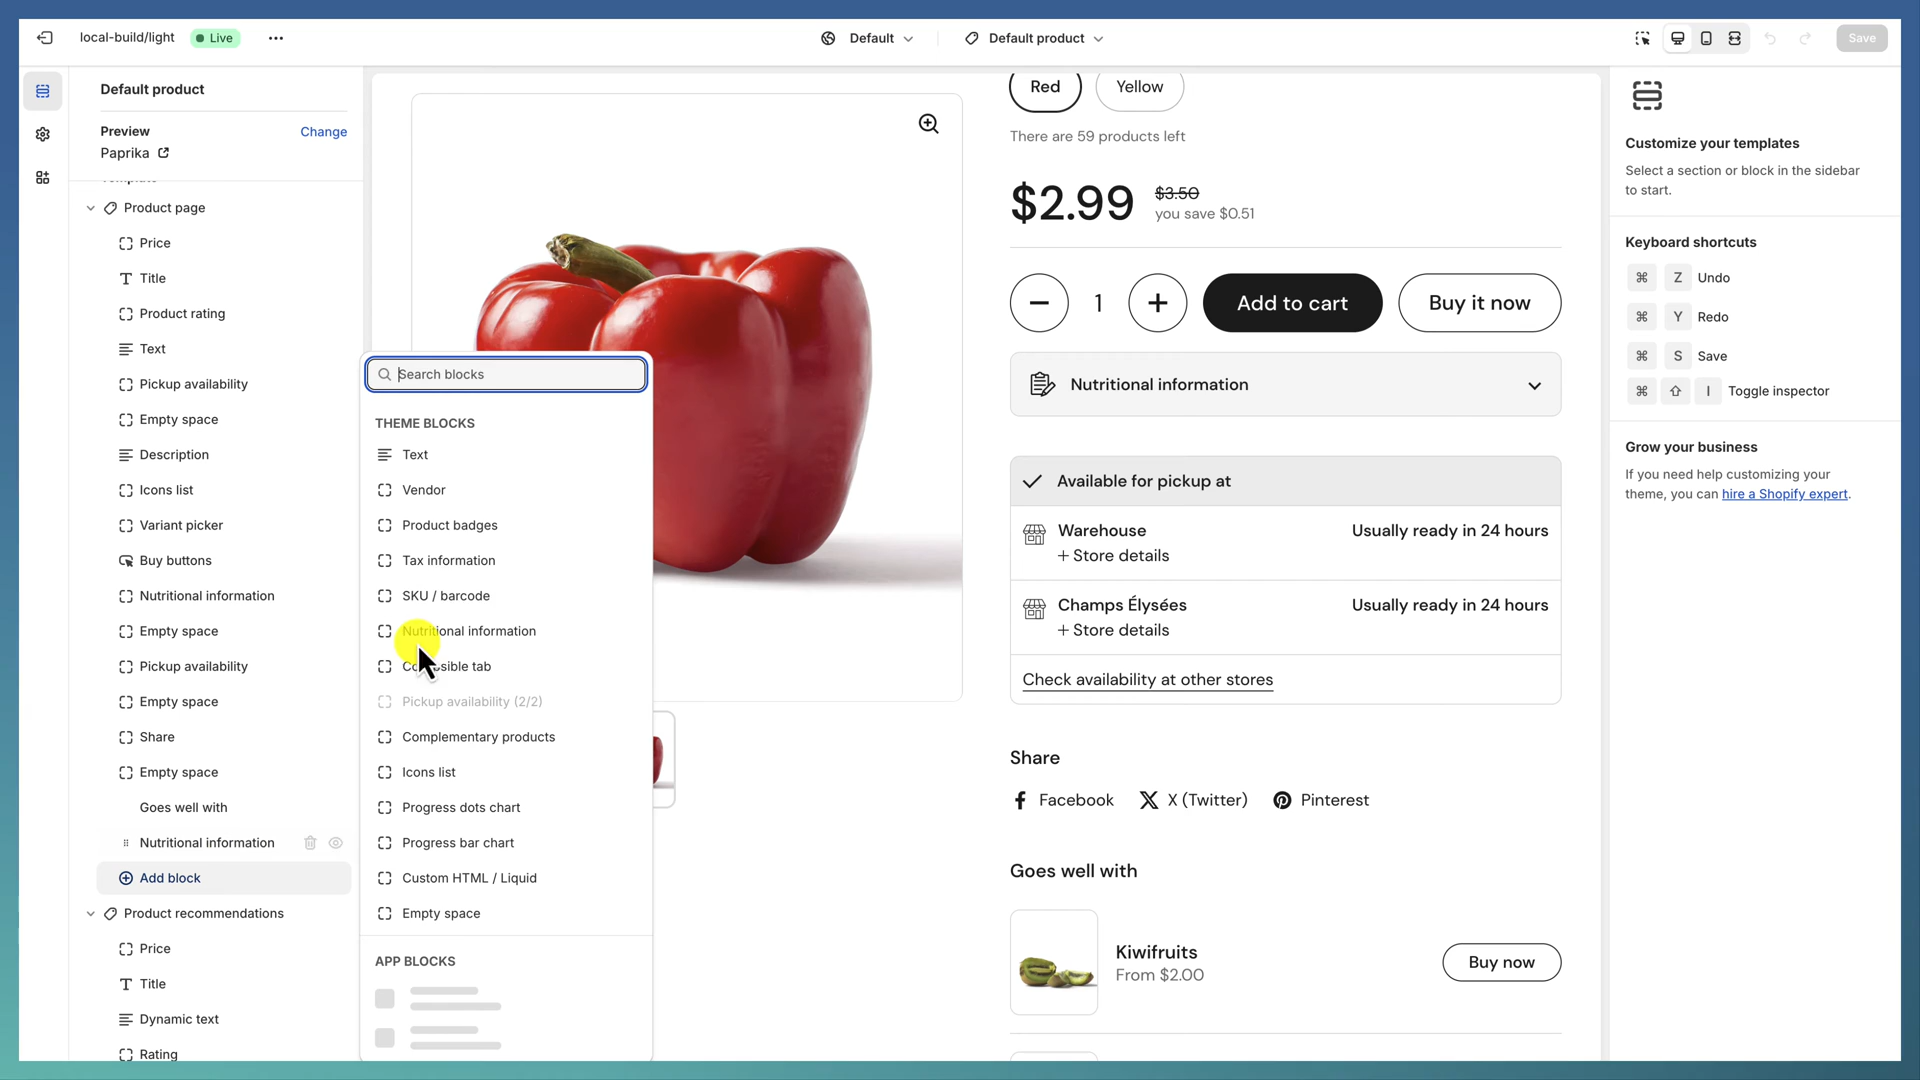 local-build/light
Live
Default
Default product
Save
Default product
Preview
Change
Paprika
Template
Product page
Price
Title
Product rating
Text
Pickup availability
Empty space
Description
Icons list
Variant picker
Buy buttons
Nutritional information
Empty space
Pickup availability
Empty space
Share
Empty space
Goes well with
Nutritional information
Add block
Product recommendations
Price
Title
Dynamic text
Rating
Search blocks
THEME BLOCKS
Text
Vendor
Product badges
Tax information
SKU / barcode
Nutritional information
Collapsible tab
Pickup availability (2/2)
Complementary products
Icons list
Progress dots chart
Progress bar chart
Custom HTML / Liquid
Empty space
APP BLOCKS
Red
Yellow
There are 59 products left
$2.99
$3.50
you save $0.51
1
Add to cart
Buy it now
Nutritional information
Available for pickup at
Warehouse
Usually ready in 24 hours
+ Store details
Champs Élysées
Usually ready in 24 hours
+ Store details
Check availability at other stores
Share
Facebook
X (Twitter)
Pinterest
Goes well with
Kiwifruits
From $2.00
Buy now
Customize your templates
Select a section or block in the sidebar
to start.
Keyboard shortcuts
⌘ Z Undo
⌘ Y Redo
⌘ S Save
⌘ ⇧ I Toggle inspector
Grow your business
If you need help customizing your
theme, you can hire a Shopify expert.